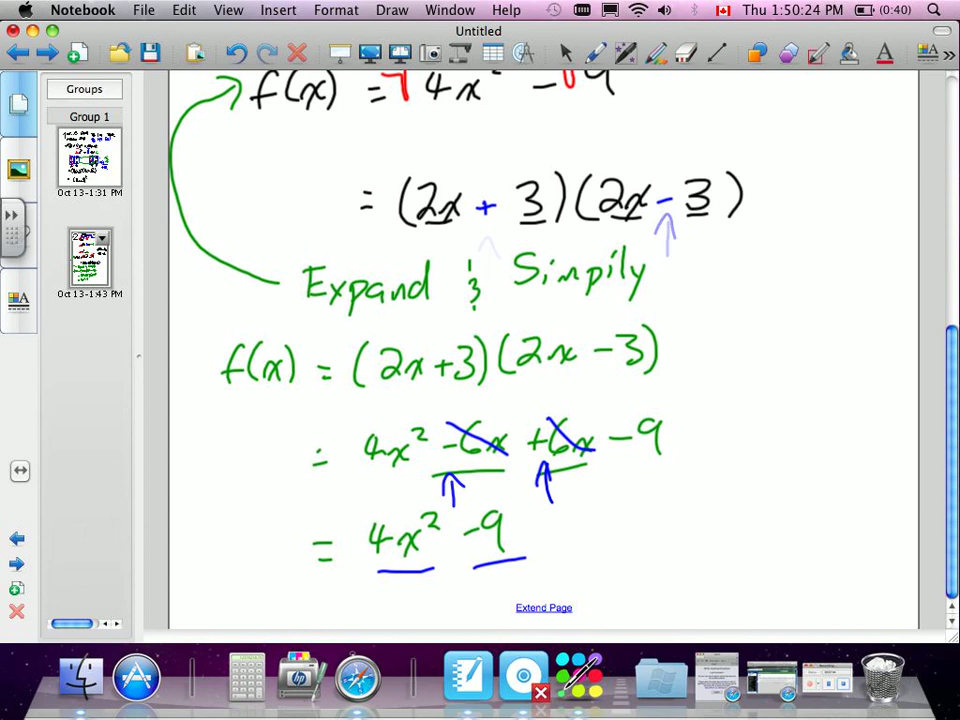 Notebook File Edit View Insert Format Draw Window Help Thu 1:50:24 PM (0:40)
Untitled
Groups
Group 1
Oct 13-1:31 PM
Oct 13-1:43 PM
f(x) = 4x² - 9
= (2x + 3)(2x - 3)
Expand & Simpily
f(x) = (2x+3)(2x-3)
= 4x² -6x +6x -9
= 4x² -9
Extend Page